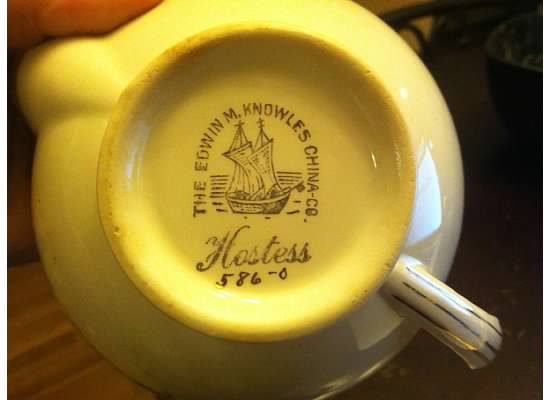 THE EDWIN M. KNOWLES CHINA-CO.
Hostess
586-0